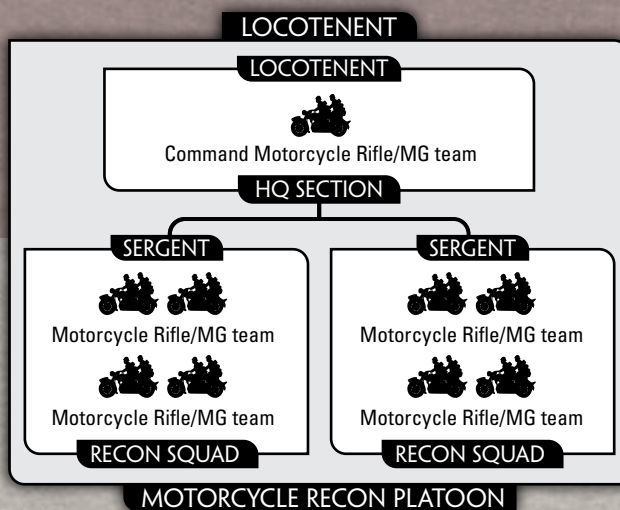 LOCOTENENT
LOCOTENENT
Command Motorcycle Rifle/MG team
HQ SECTION
SERGENT
Motorcycle Rifle/MG team
Motorcycle Rifle/MG team
RECON SQUAD
SERGENT
Motorcycle Rifle/MG team
Motorcycle Rifle/MG team
RECON SQUAD
MOTORCYCLE RECON PLATOON